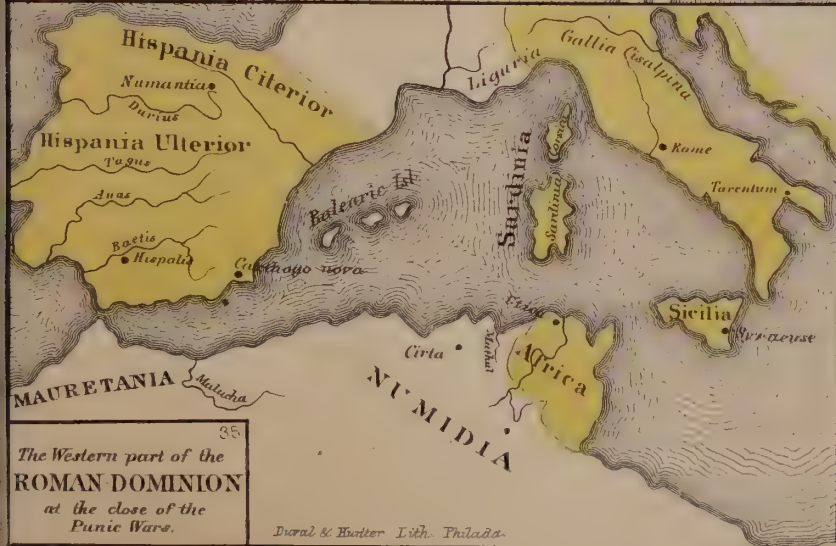 Hispania Citerior
Numantia
Durius
Hispania Ulterior
Tagus
Anas
Baetis
Hispalis
Carthago nova
Balearic Isl
Liguria
Gallia Cisalpina
Corsica
Sardinia
Sardinia
Rome
Tarentum
Utica
Sicilia
Syracuse
Africa
Cirta
NUMIDIA
MAURETANIA
Malucha
35
The Western part of the
ROMAN DOMINION
at the close of the
Punic Wars.
Duval & Hunter Lith. Philada.